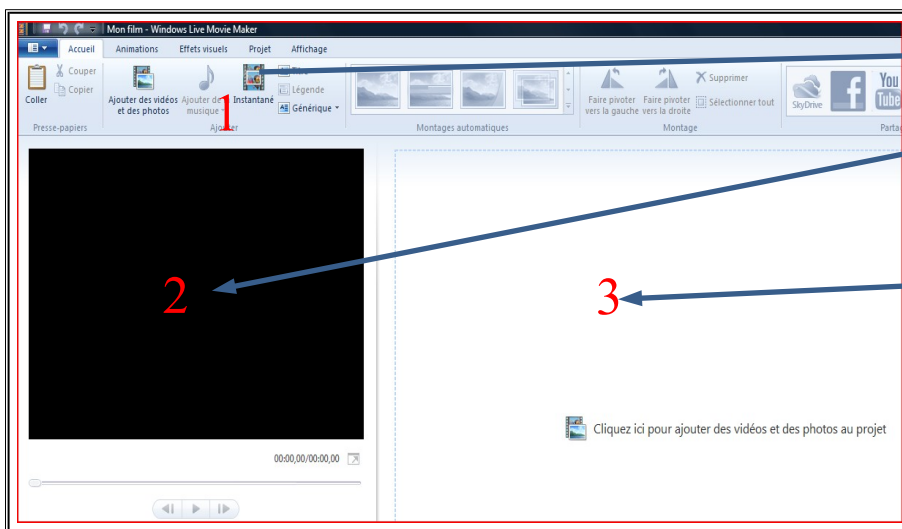 Mon film - Windows Live Movie Maker
Accueil Animations Effets visuels Projet Affichage
Coller
Couper
Copier
Presse-papiers
Ajouter des vidéos
et des photos
Ajouter de
musique
Instantané
Légende
Générique
Ajouter
1
Montages automatiques
Faire pivoter
vers la gauche
Faire pivoter
vers la droite
Supprimer
Sélectionner tout
Montage
SkyDrive
f
You
Tube
Parta
2
3
Cliquez ici pour ajouter des vidéos et des photos au projet
00:00,00/00:00,00